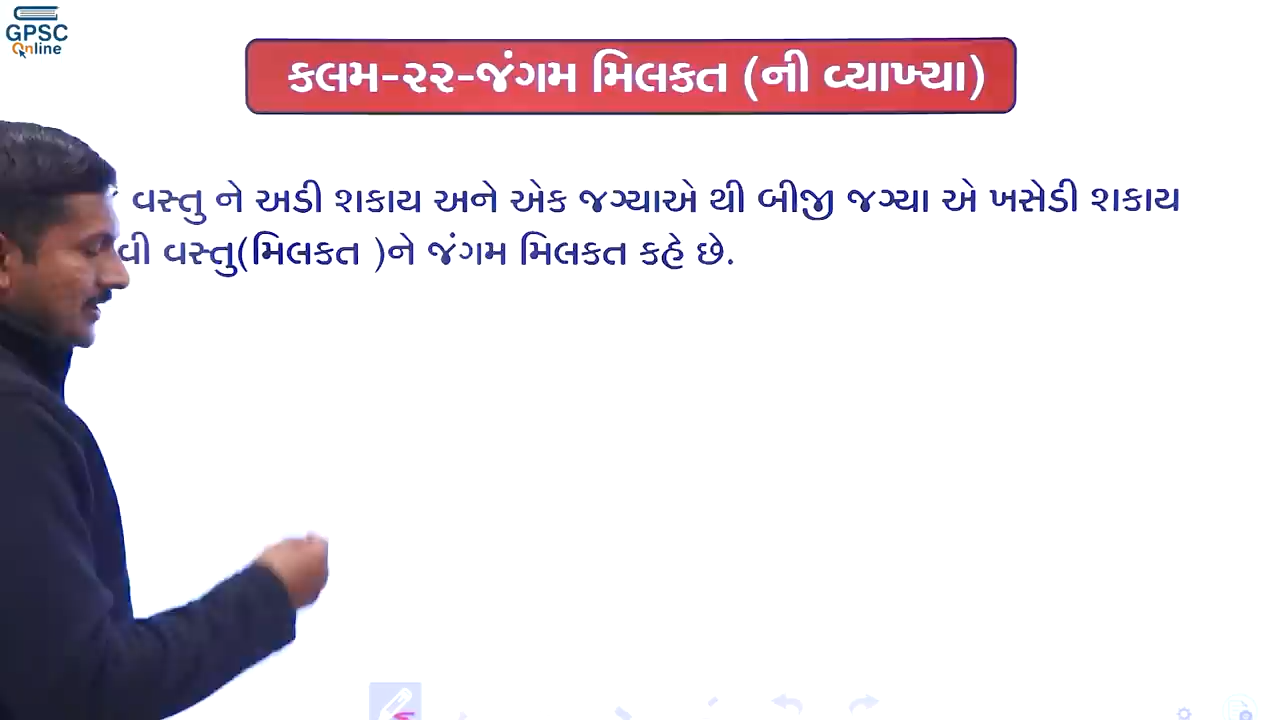 GPSC
Online
કલમ-૨૨-જંગમ મિલકત (ની વ્યાખ્યા)
વસ્તુ ને અડી શકાય અને એક જગ્યાએ થી બીજી જગ્યા એ ખસેડી શકાય
વસ્તુ(મિલકત )ને જંગમ મિલકત કહે છે.